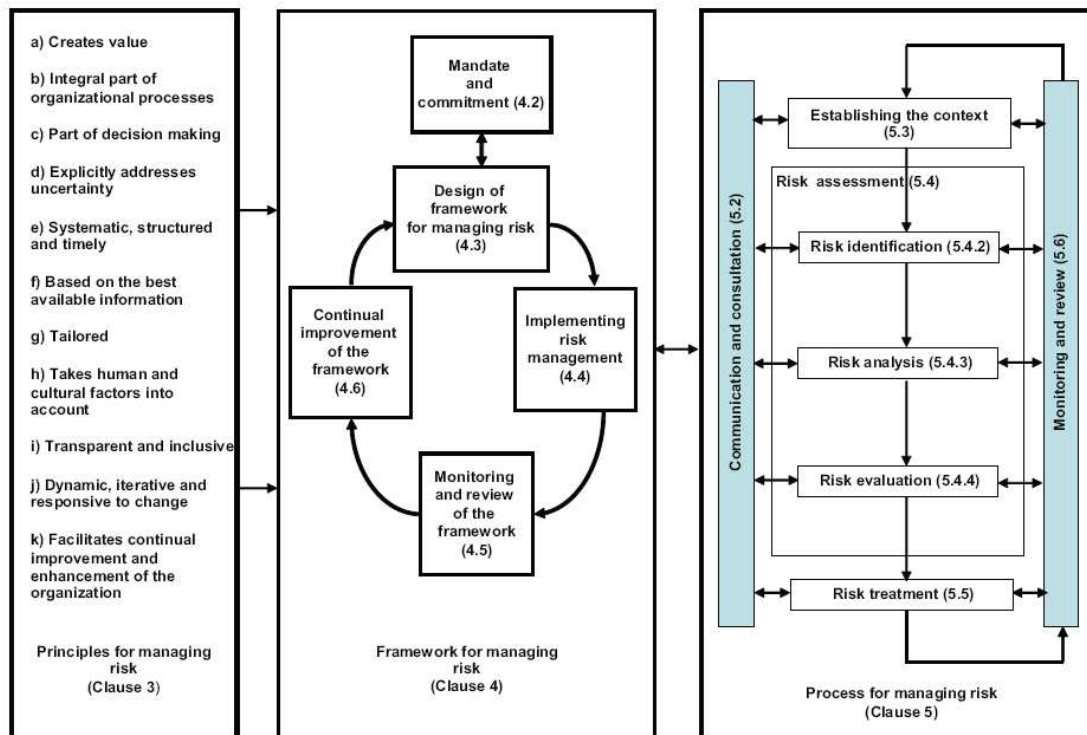 a) Creates value
b) Integral part of
organizational processes
c) Part of decision making
d) Explicitly addresses
uncertainty
e) Systematic, structured
and timely
f) Based on the best
available information
g) Tailored
h) Takes human and
cultural factors into
account
i) Transparent and inclusive
j) Dynamic, iterative and
responsive to change
k) Facilitates continual
improvement and
enhancement of the
organization
Principles for managing
risk
(Clause 3)
Mandate
and
commitment (4.2)
Design of
framework
for managing risk
(4.3)
Continual
improvement
of the
framework
(4.6)
Implementing
risk
management
(4.4)
Monitoring
and review
of the
framework
(4.5)
Framework for managing
risk
(Clause 4)
Communication and consultation (5.2)
Establishing the context
(5.3)
Risk assessment (5.4)
Risk identification (5.4.2)
Risk analysis (5.4.3)
Risk evaluation (5.4.4)
Risk treatment (5.5)
Monitoring and review (5.6)
Process for managing risk
(Clause 5)